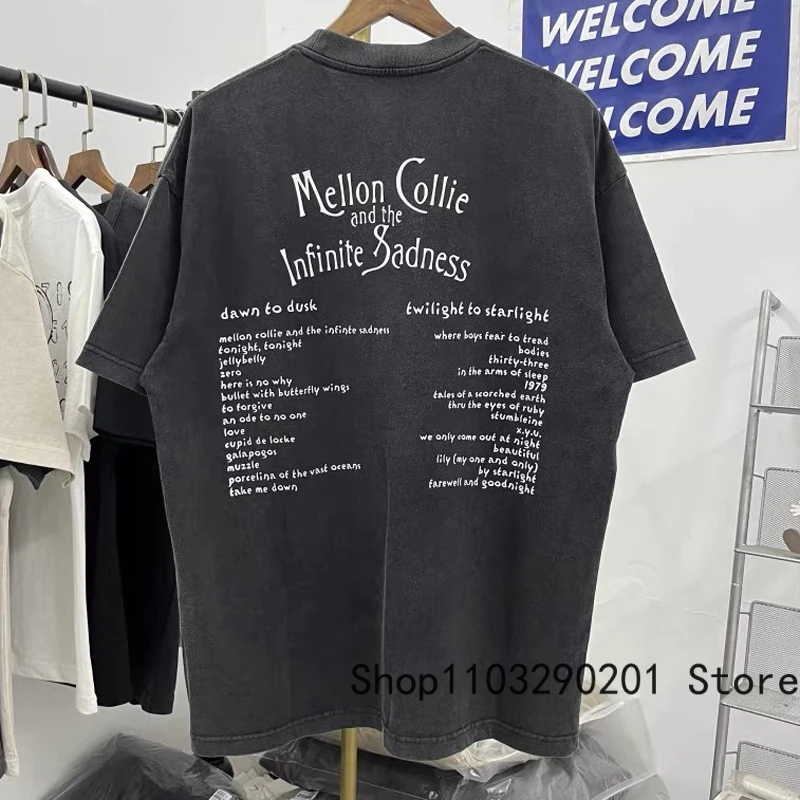 WELCOME
WELCOME
WELCOME
Mellon Collie
and the
Infinite Sadness
dawn to dusk
mellon collie and the infinte sadness
tonight, tonight
jellybelly
zero
here is no why
bullet with butterfly wings
to forgive
an ode to no one
love
cupid de locke
galapogos
muzzle
porcelina of the vast oceans
take me down
twilight to starlight
where boys fear to tread
bodies
thirty-three
in the arms of sleep
1979
tales of a scorched earth
thru the eyes of ruby
stumbleine
x.y.u.
we only come out at night
beautiful
lily (my one and only)
by starlight
farewell and goodnight
Shop1103290201 Store